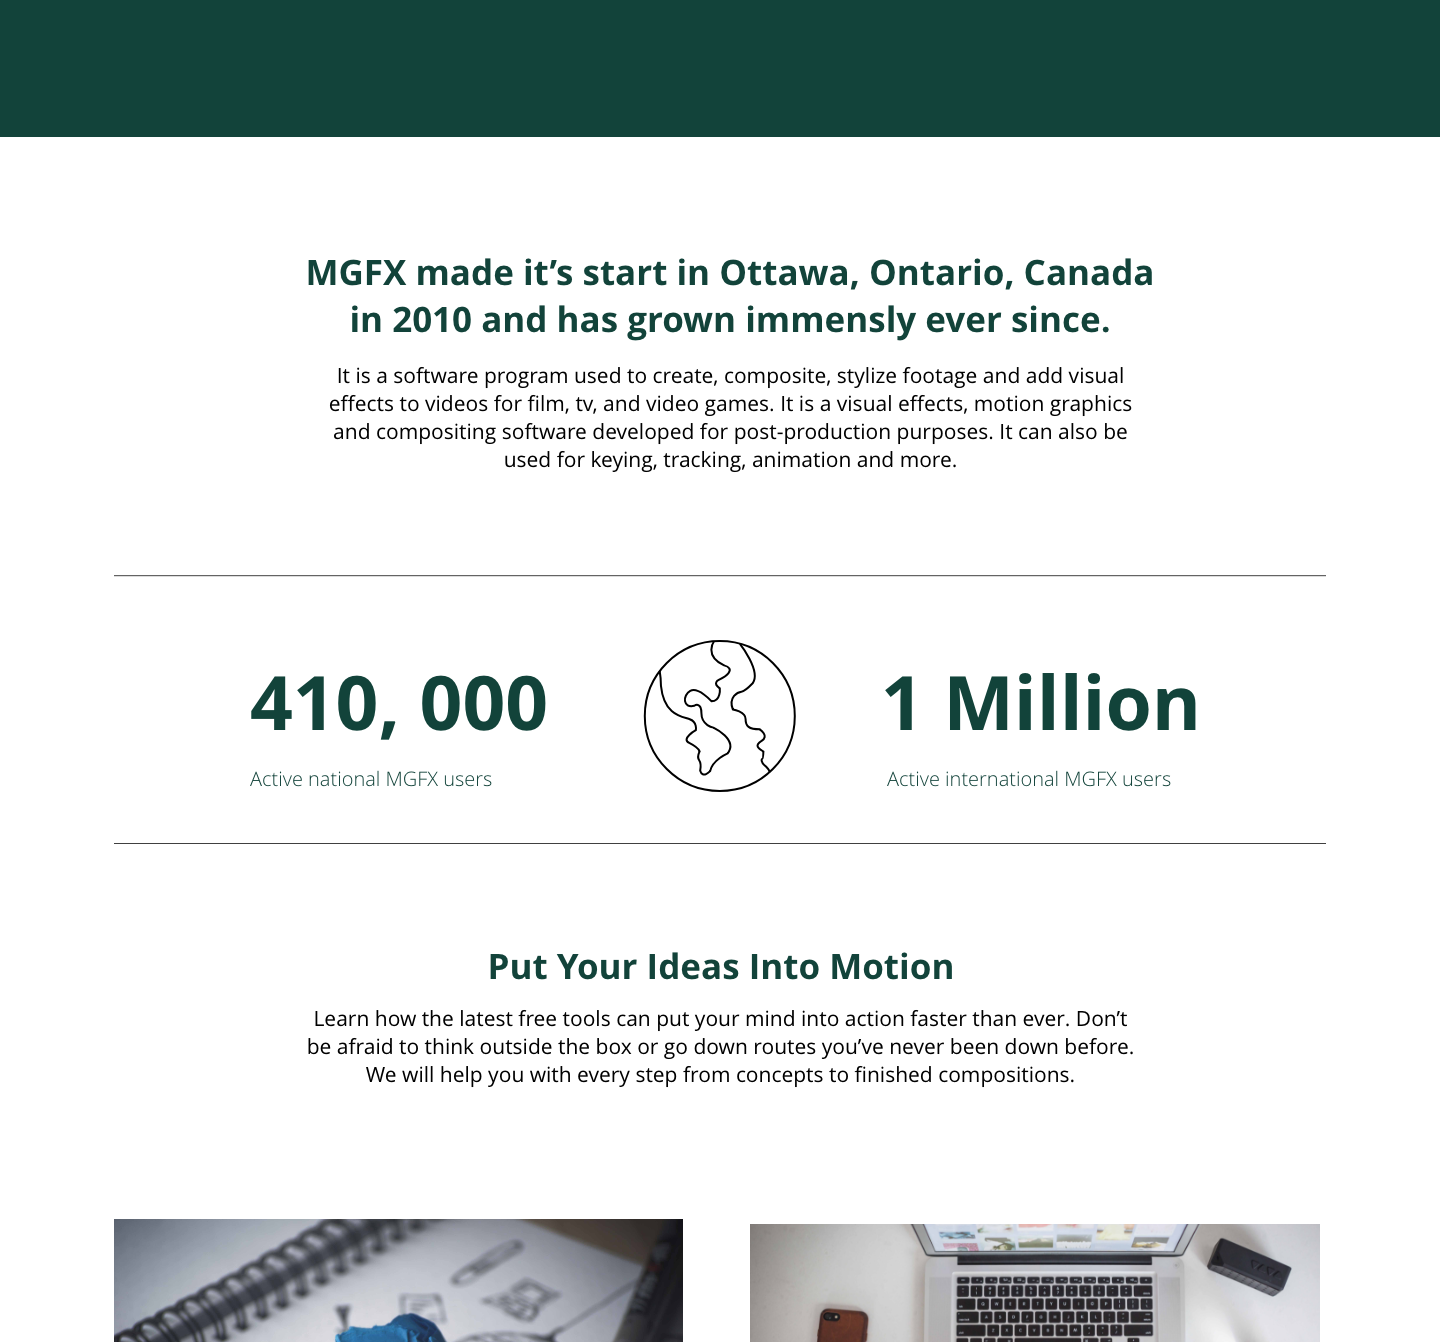 MGFX made it’s start in Ottawa, Ontario, Canada
in 2010 and has grown immensly ever since.
It is a software program used to create, composite, stylize footage and add visual
effects to videos for film, tv, and video games. It is a visual effects, motion graphics
and compositing software developed for post-production purposes. It can also be
used for keying, tracking, animation and more.
410, 000
Active national MGFX users
1 Million
Active international MGFX users
Put Your Ideas Into Motion
Learn how the latest free tools can put your mind into action faster than ever. Don’t
be afraid to think outside the box or go down routes you’ve never been down before.
We will help you with every step from concepts to finished compositions.